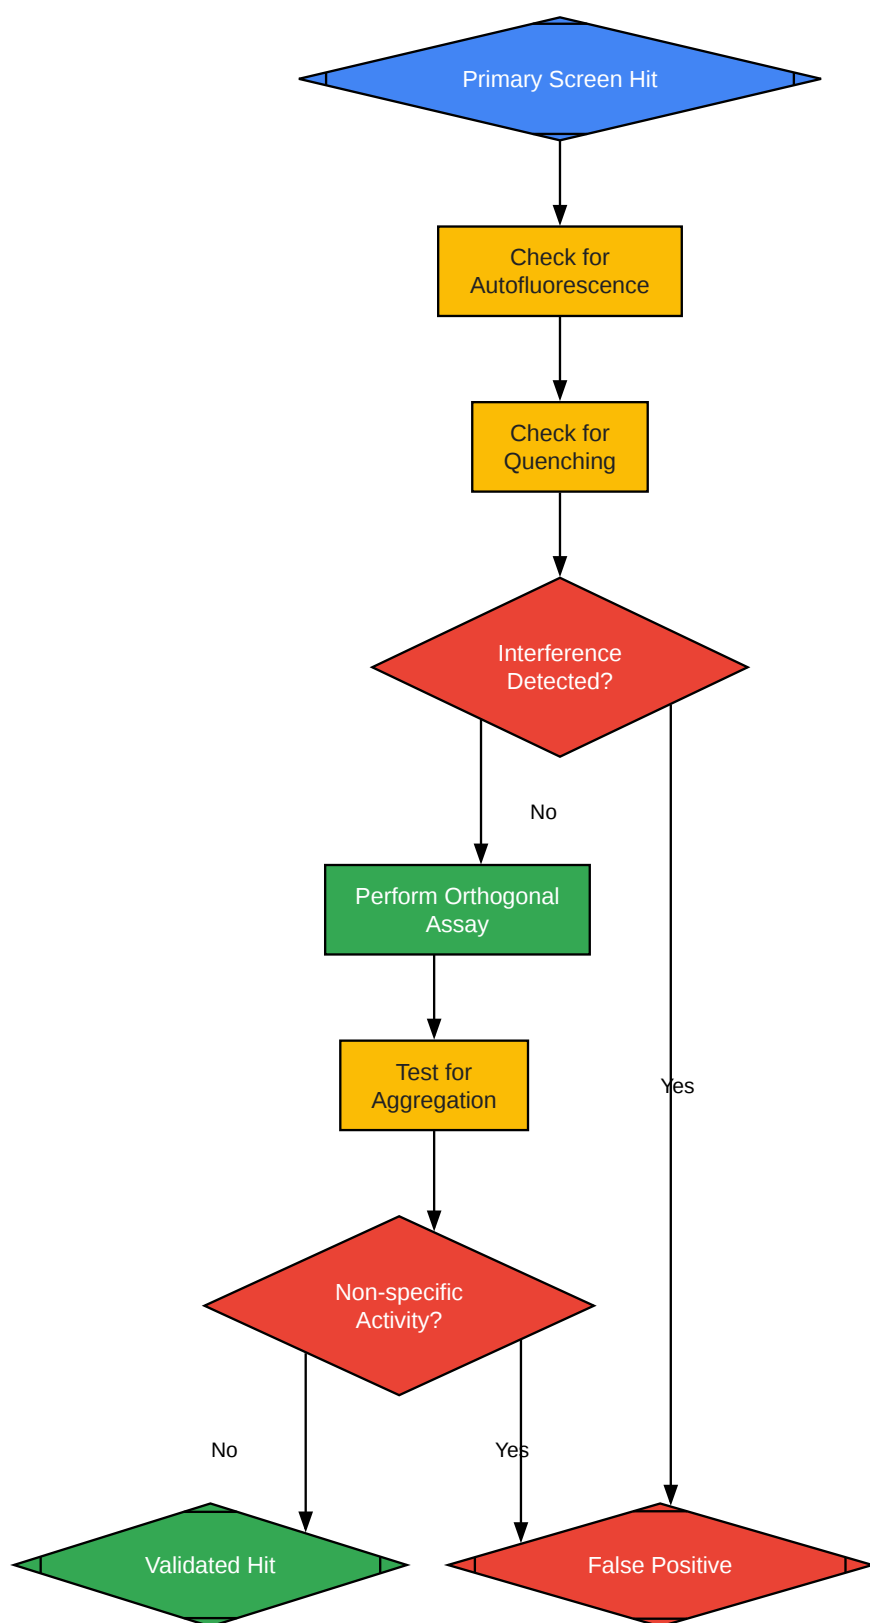 Primary Screen Hit
Check for
Autofluorescence
Check for
Quenching
Interference
Detected?
No
Perform Orthogonal
Assay
Test for
Aggregation
Yes
Non-specific
Activity?
No
Yes
Validated Hit
False Positive